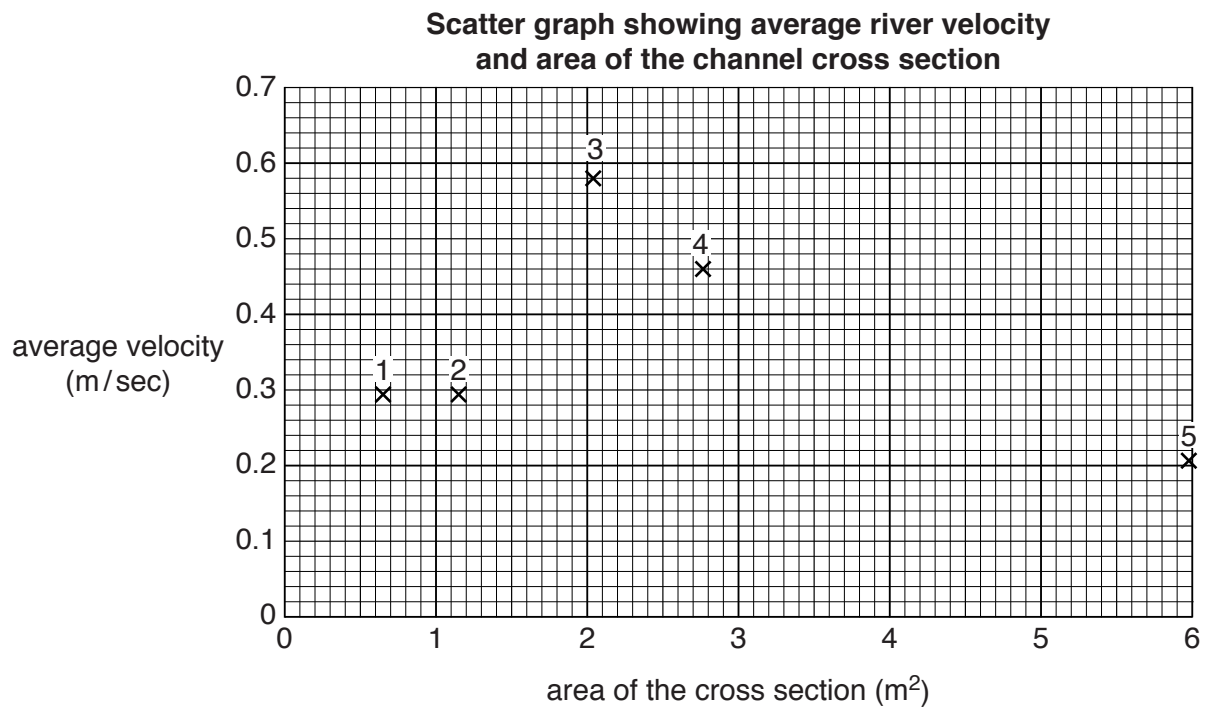 Scatter graph showing average river velocity
and area of the channel cross section
0.7
0.6
0.5
0.4
0.3
0.2
0.1
0
average velocity
(m / sec)
1
2
3
4
5
0 1 2 3 4 5 6
area of the cross section (m²)